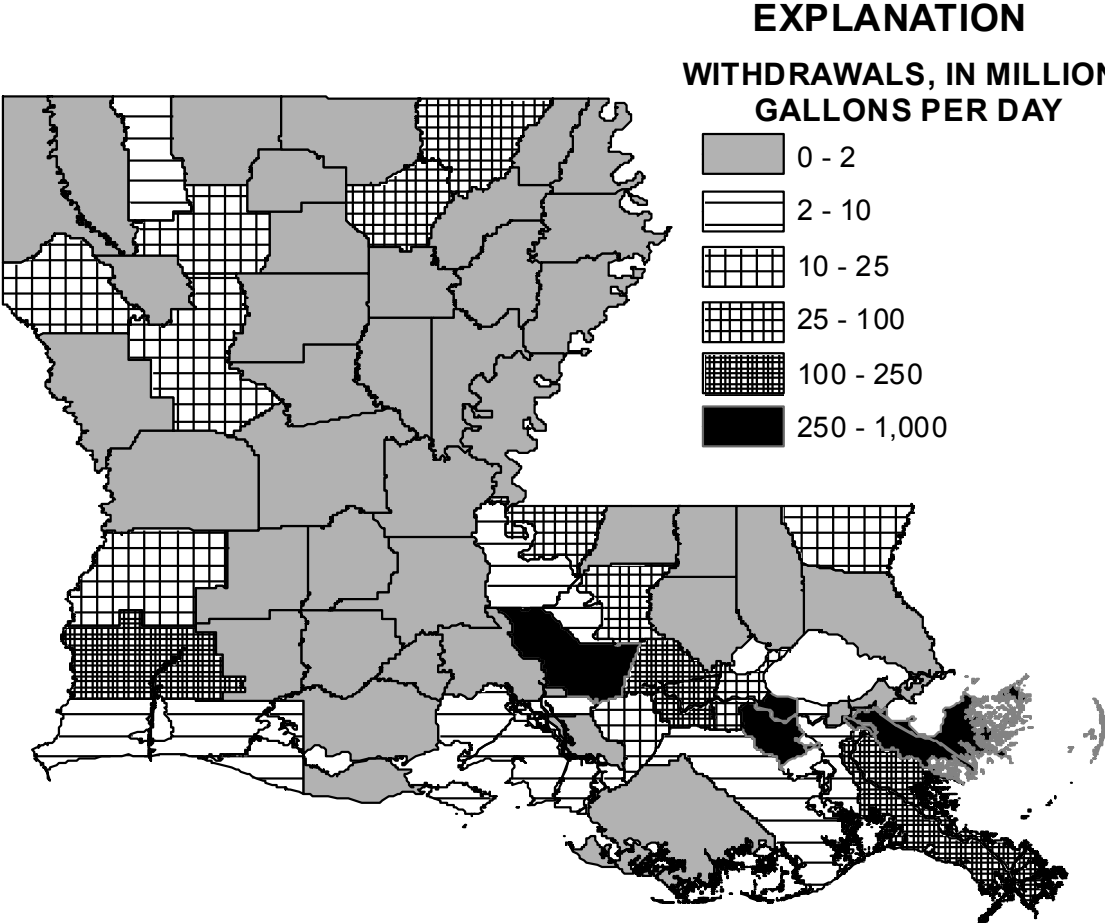 EXPLANATION
WITHDRAWALS, IN MILLION
GALLONS PER DAY
0 - 2
2 - 10
10 - 25
25 - 100
100 - 250
250 - 1,000